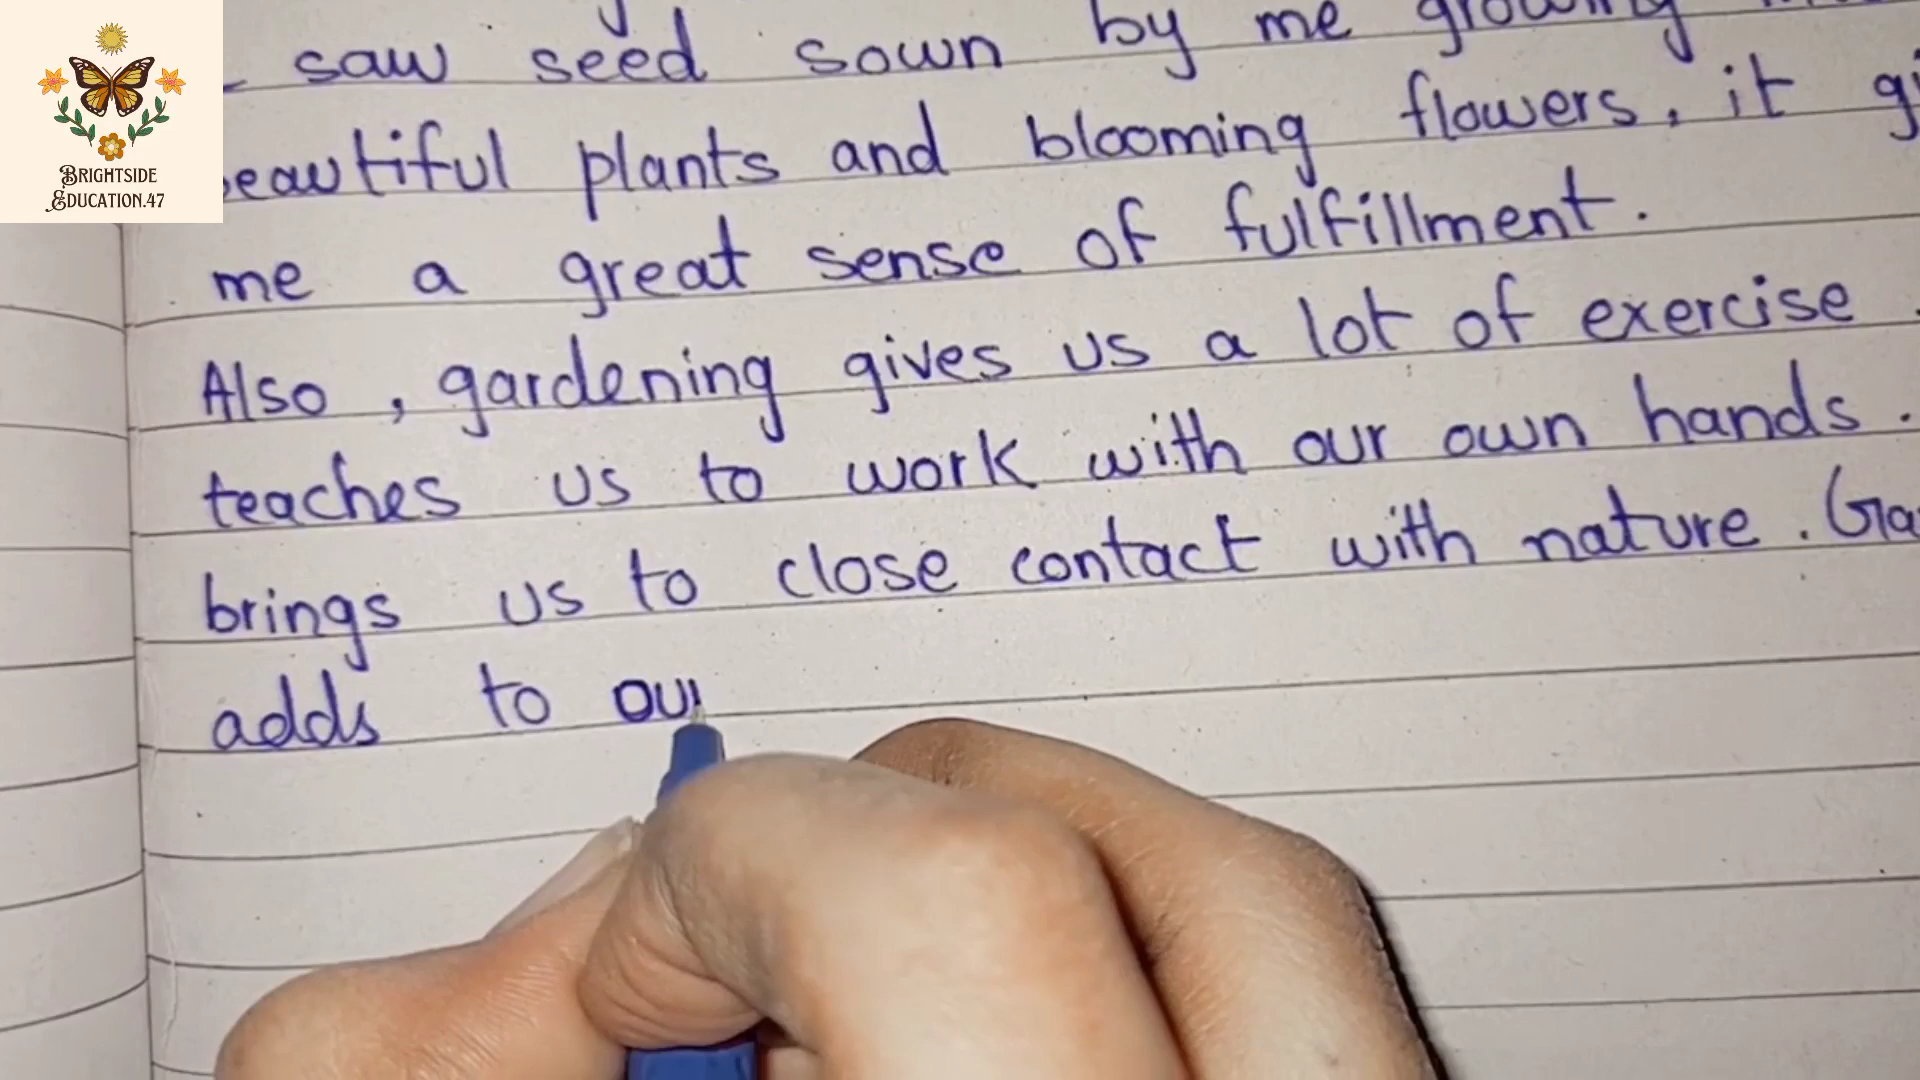 BRIGHTSIDE
EDUCATION.47
saw seed sown by me growing
beautiful plants and blooming flowers, it
me a great sense of fulfillment.
Also, gardening gives us a lot of exercise.
teaches us to work with our own hands.
brings us to close contact with nature.
adds to our